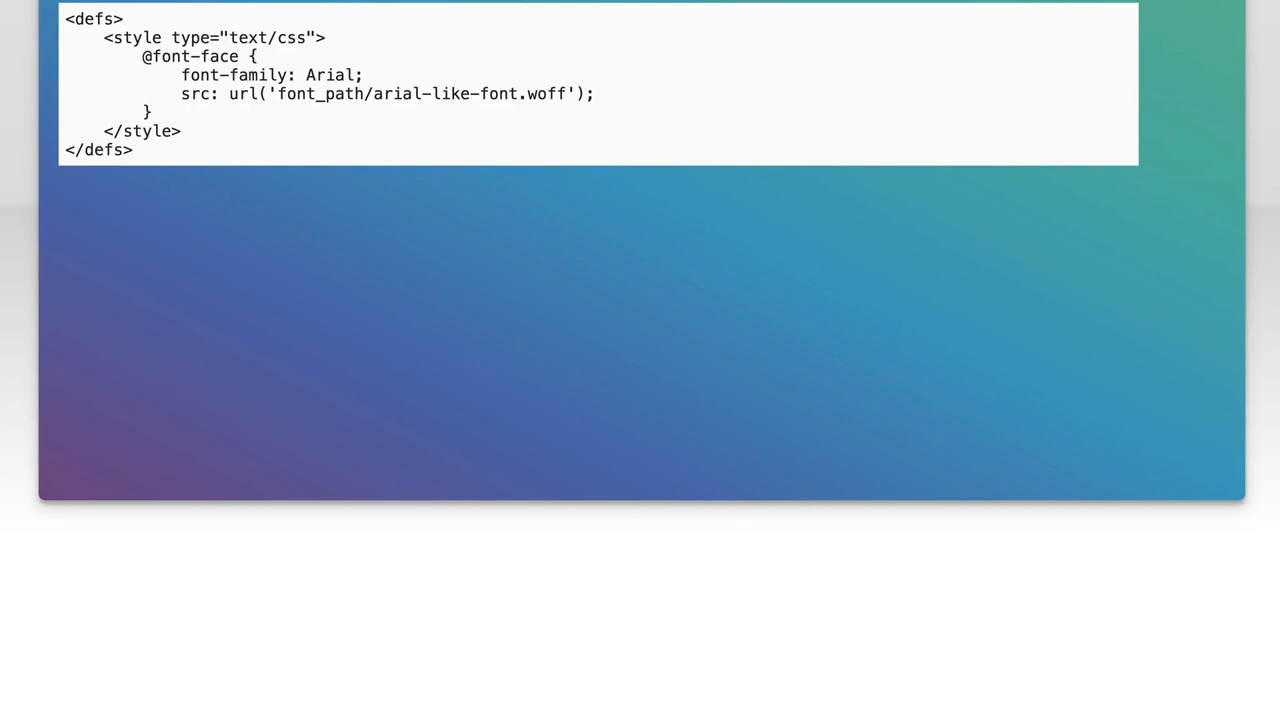 <defs>
    <style type="text/css">
        @font-face {
            font-family: Arial;
            src: url('font_path/arial-like-font.woff');
        }
    </style>
</defs>